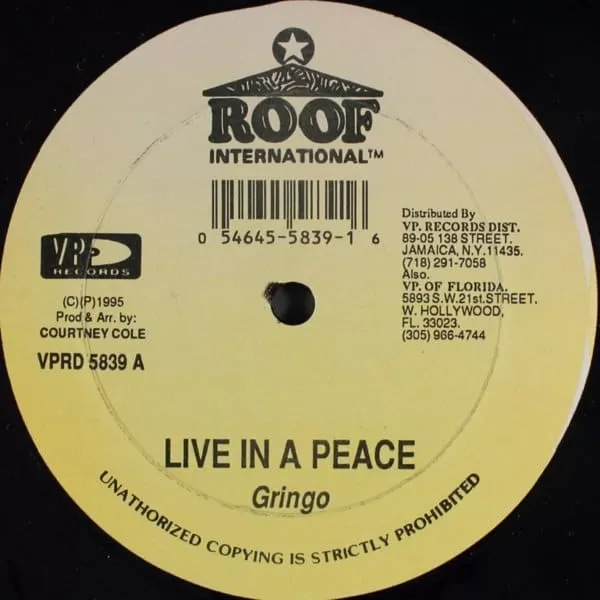 ROOF
INTERNATIONAL™
0 54645-5839-1 6
VP
RECORDS
(C)(P)1995
Prod & Arr. by:
COURTNEY COLE
VPRD 5839 A
Distributed By
VP. RECORDS DIST.
89-05 138 STREET.
JAMAICA, N.Y.11435.
(718) 291-7058
Also.
VP. OF FLORIDA.
5893 S.W.21st.STREET.
W. HOLLYWOOD,
FL. 33023.
(305) 966-4744
LIVE IN A PEACE
Gringo
UNATHORIZED COPYING IS STRICTLY PROHIBITED